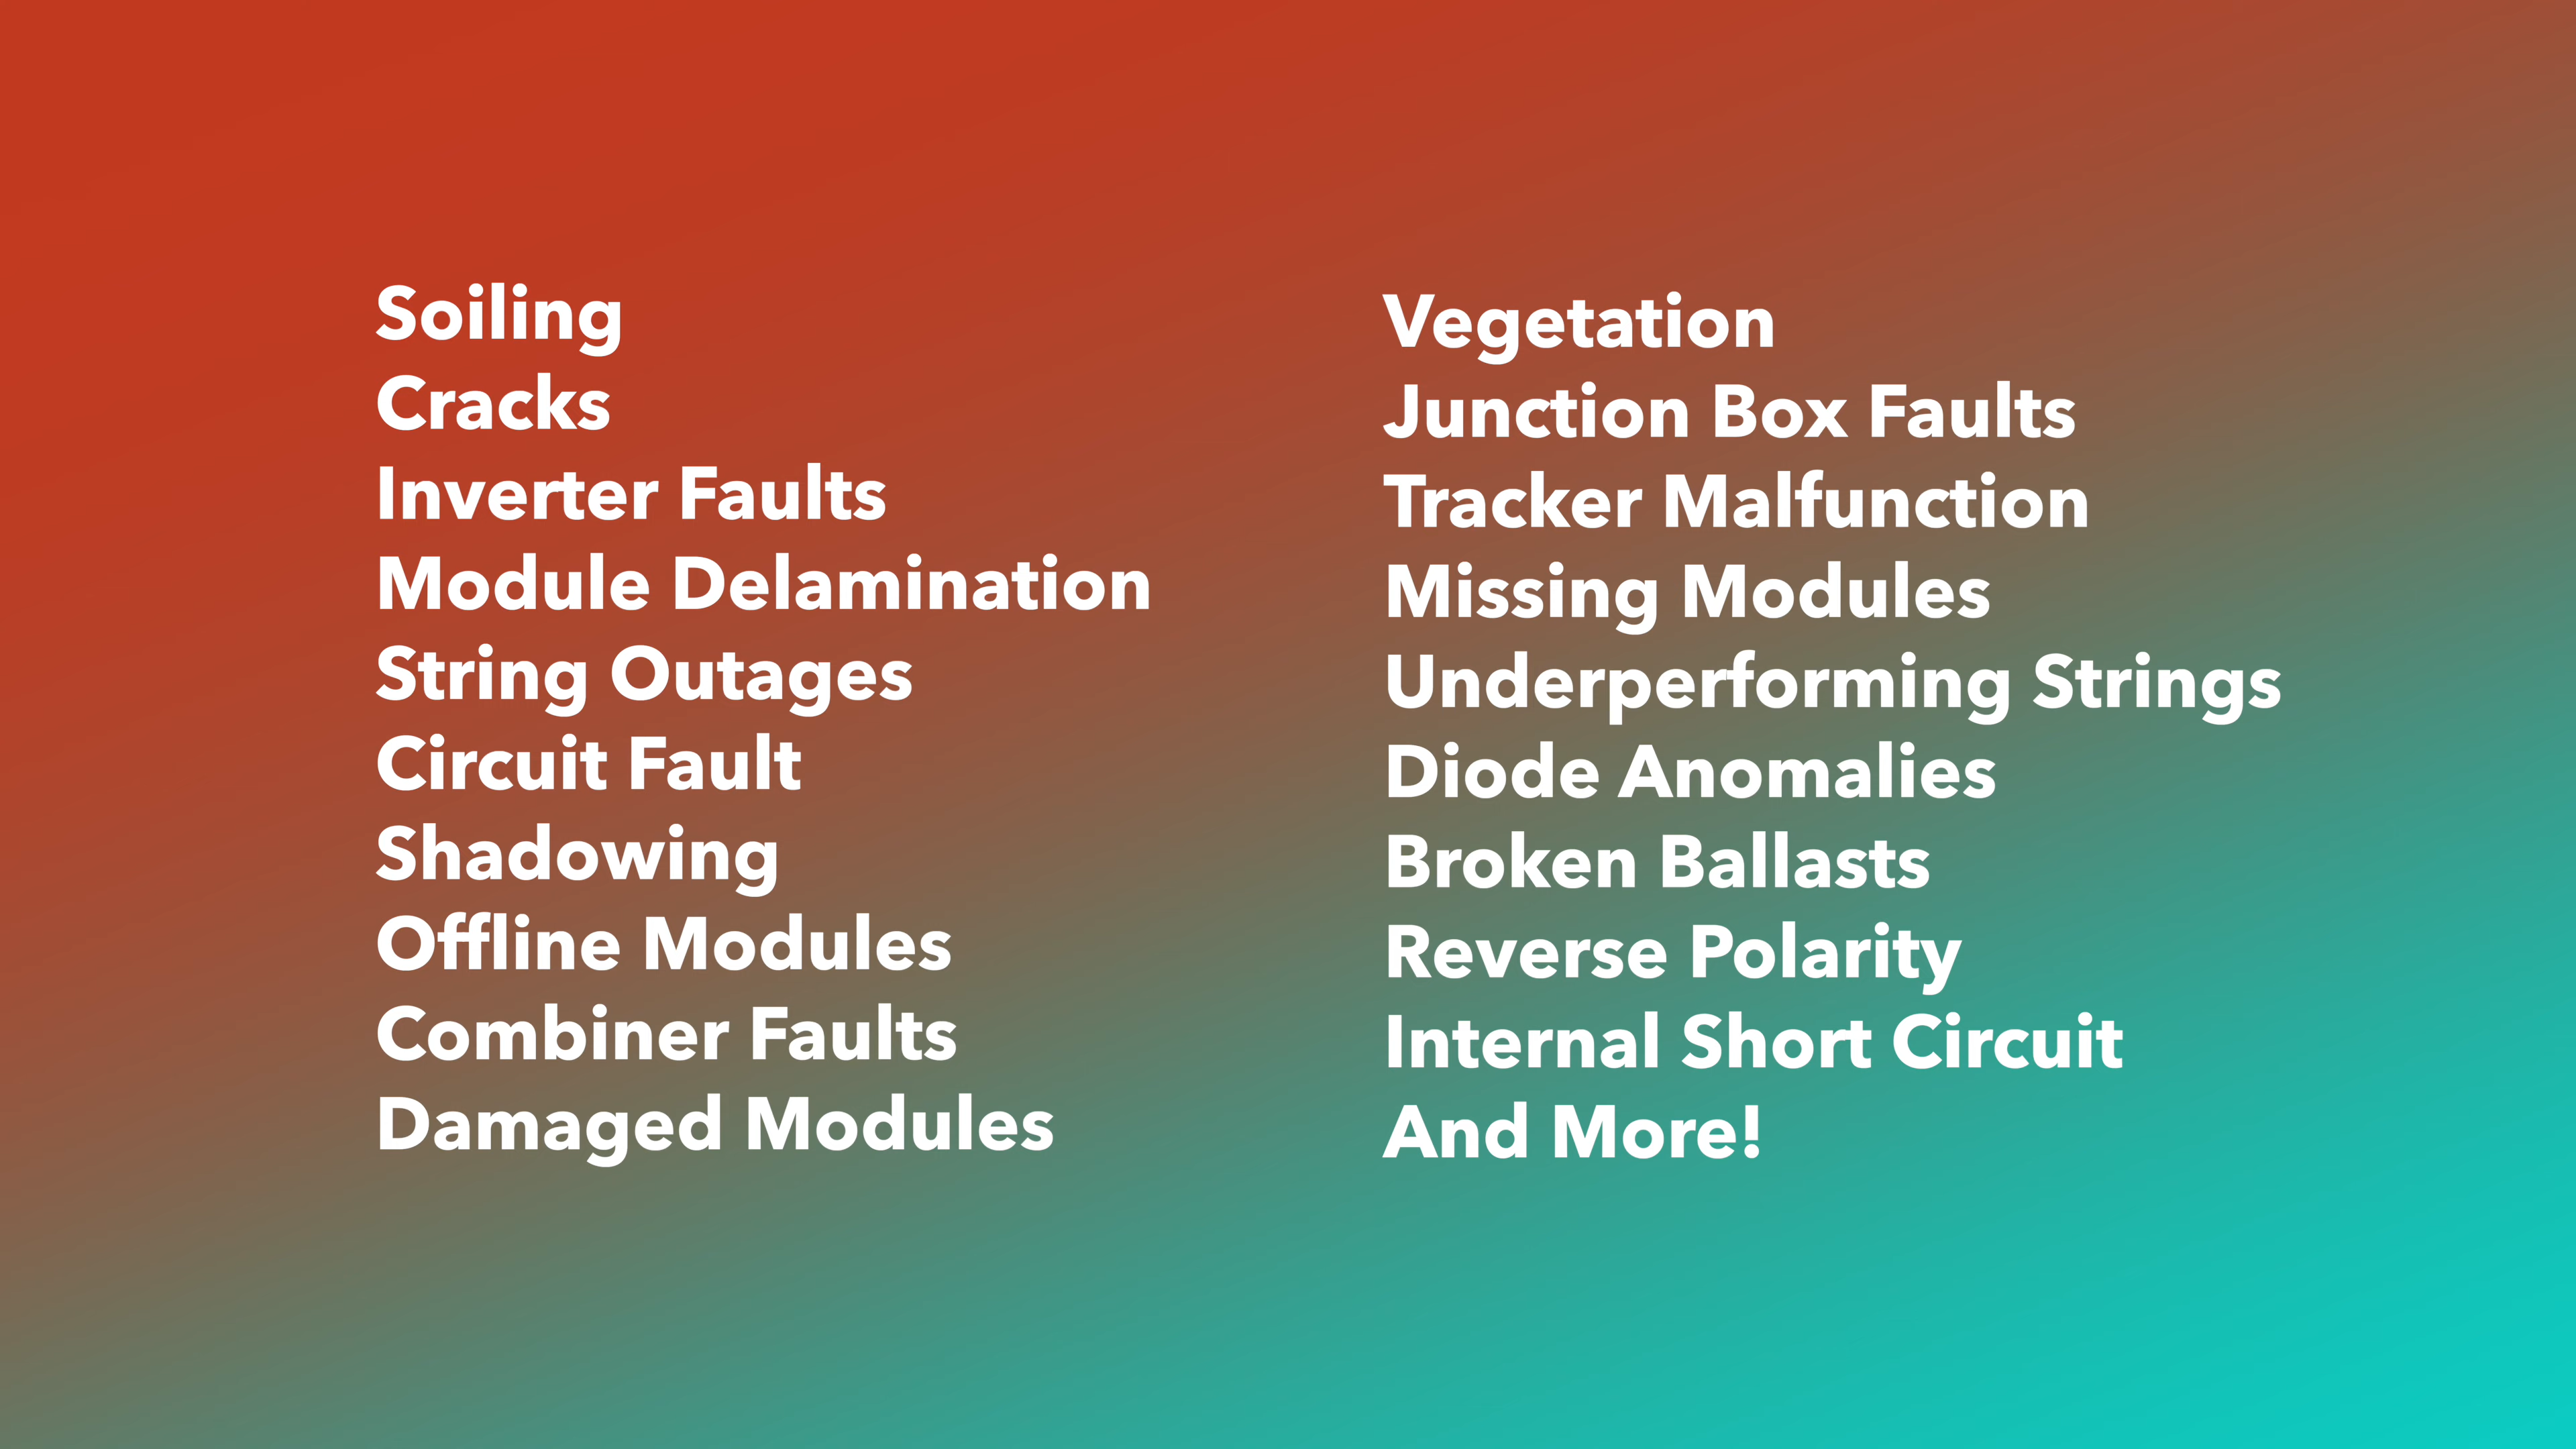 Soiling
Cracks
Inverter Faults
Module Delamination
String Outages
Circuit Fault
Shadowing
Offline Modules
Combiner Faults
Damaged Modules
Vegetation
Junction Box Faults
Tracker Malfunction
Missing Modules
Underperforming Strings
Diode Anomalies
Broken Ballasts
Reverse Polarity
Internal Short Circuit
And More!